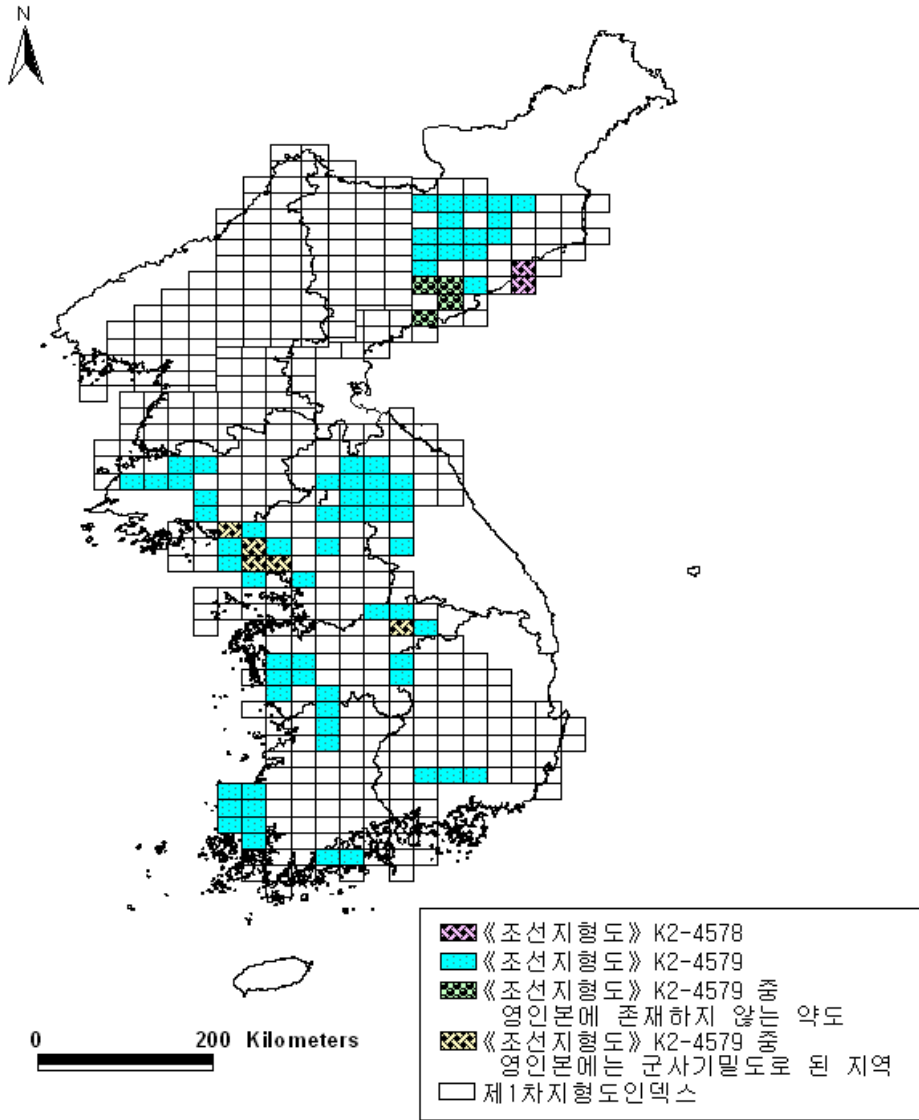 N
《조선지형도》 K2-4578
《조선지형도》 K2-4579
《조선지형도》 K2-4579 중
영인본에 존재하지 않는 약도
《조선지형도》 K2-4579 중
영인본에는 군사기밀도로 된 지역
제1차지형도인덱스
0 200 Kilometers